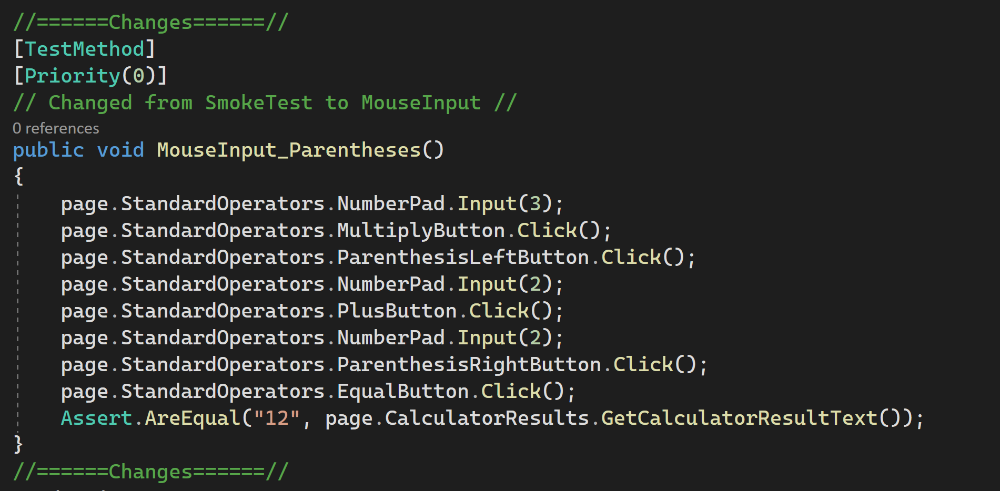 //======Changes======//
[TestMethod]
[Priority(0)]
// Changed from SmokeTest to MouseInput //
0 references
public void MouseInput_Parentheses()
{
    page.StandardOperators.NumberPad.Input(3);
    page.StandardOperators.MultiplyButton.Click();
    page.StandardOperators.ParenthesisLeftButton.Click();
    page.StandardOperators.NumberPad.Input(2);
    page.StandardOperators.PlusButton.Click();
    page.StandardOperators.NumberPad.Input(2);
    page.StandardOperators.ParenthesisRightButton.Click();
    page.StandardOperators.EqualButton.Click();
    Assert.AreEqual("12", page.CalculatorResults.GetCalculatorResultText());
}
//======Changes======//